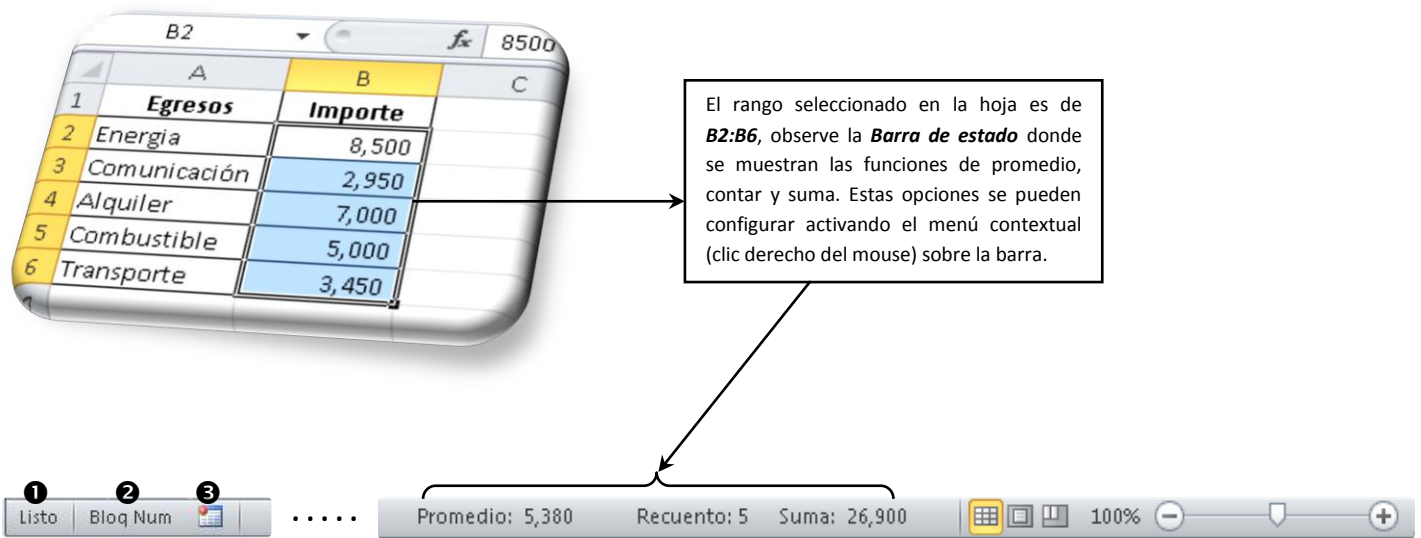 B2 fx 8500
A B C
1 Egresos Importe
2 Energia 8,500
3 Comunicación 2,950
4 Alquiler 7,000
5 Combustible 5,000
6 Transporte 3,450
El rango seleccionado en la hoja es de
B2:B6, observe la Barra de estado donde
se muestran las funciones de promedio,
contar y suma. Estas opciones se pueden
configurar activando el menú contextual
(clic derecho del mouse) sobre la barra.
❶ ❷ ❸
Listo Bloq Num ..... Promedio: 5,380 Recuento: 5 Suma: 26,900 100%